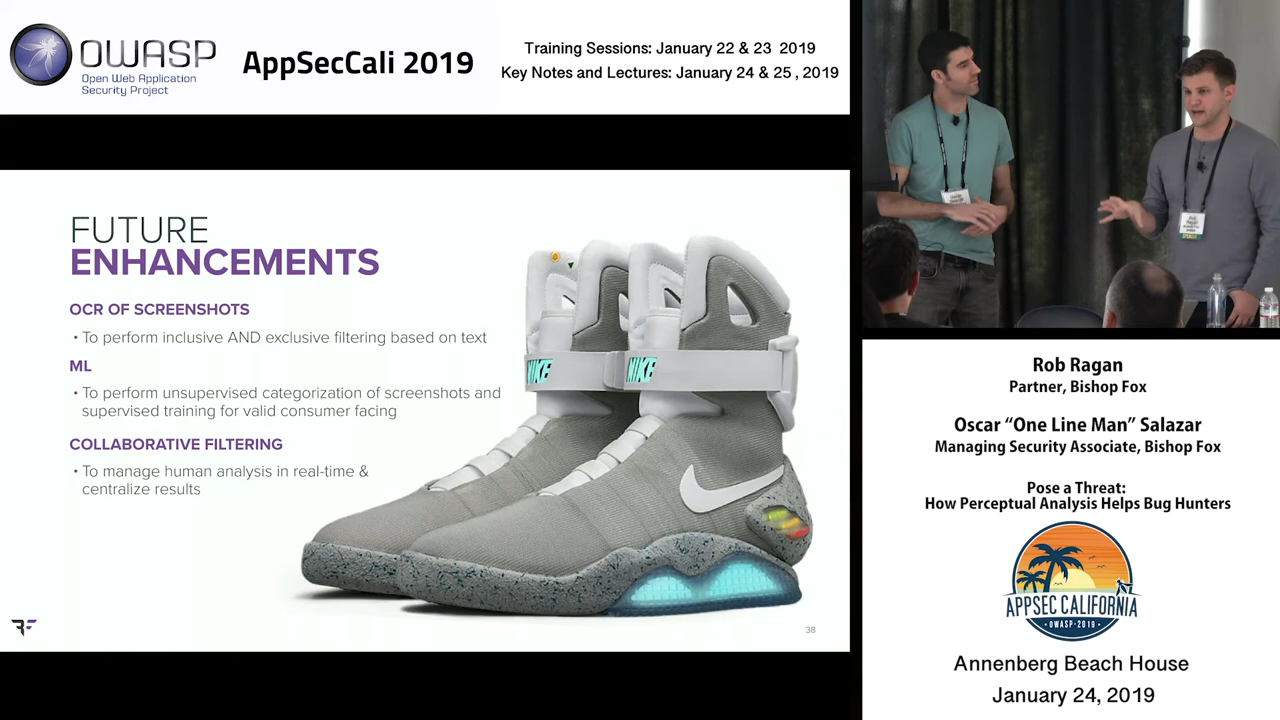 OWASP
Open Web Application
Security Project
AppSecCali 2019
Training Sessions: January 22 & 23 2019
Key Notes and Lectures: January 24 & 25 , 2019
FUTURE
ENHANCEMENTS
OCR OF SCREENSHOTS
• To perform inclusive AND exclusive filtering based on text
ML
• To perform unsupervised categorization of screenshots and
supervised training for valid consumer facing
COLLABORATIVE FILTERING
• To manage human analysis in real-time &
centralize results
NIKE
NIKE
38
Rob Ragan
Partner, Bishop Fox
Oscar “One Line Man” Salazar
Managing Security Associate, Bishop Fox
Pose a Threat:
How Perceptual Analysis Helps Bug Hunters
APPSEC CALIFORNIA
• OWASP·2019 •
Annenberg Beach House
January 24, 2019